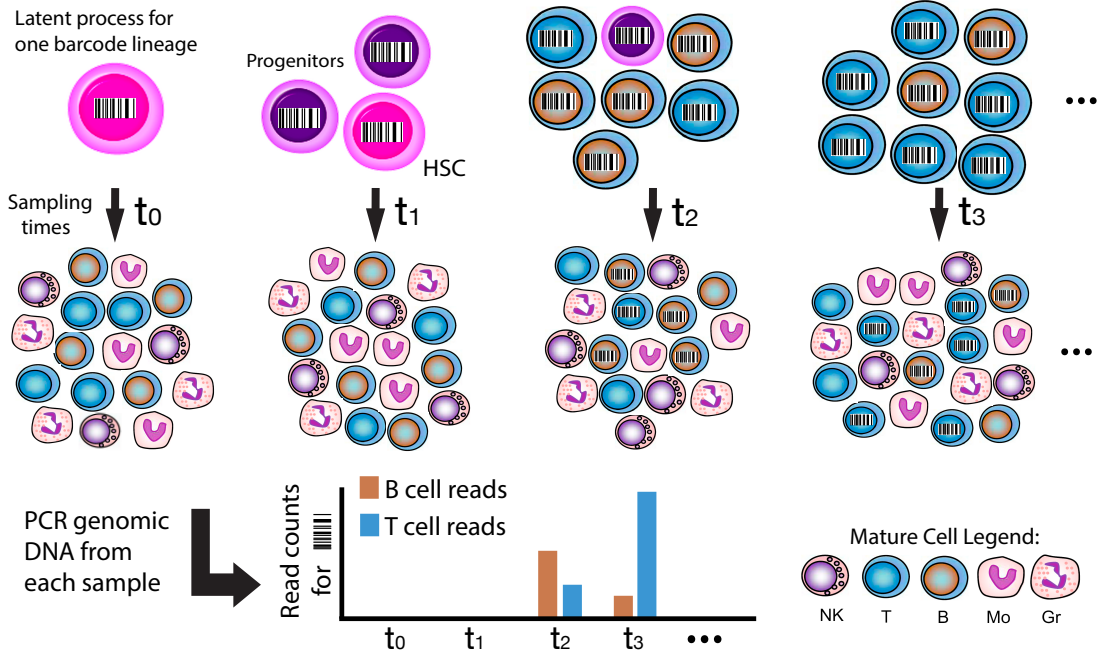 Latent process for
one barcode lineage
Progenitors
HSC
...
Sampling
times
t0
t1
t2
t3
...
PCR genomic
DNA from
each sample
Read counts
for
B cell reads
T cell reads
t0
t1
t2
t3
...
Mature Cell Legend:
NK
T
B
Mo
Gr